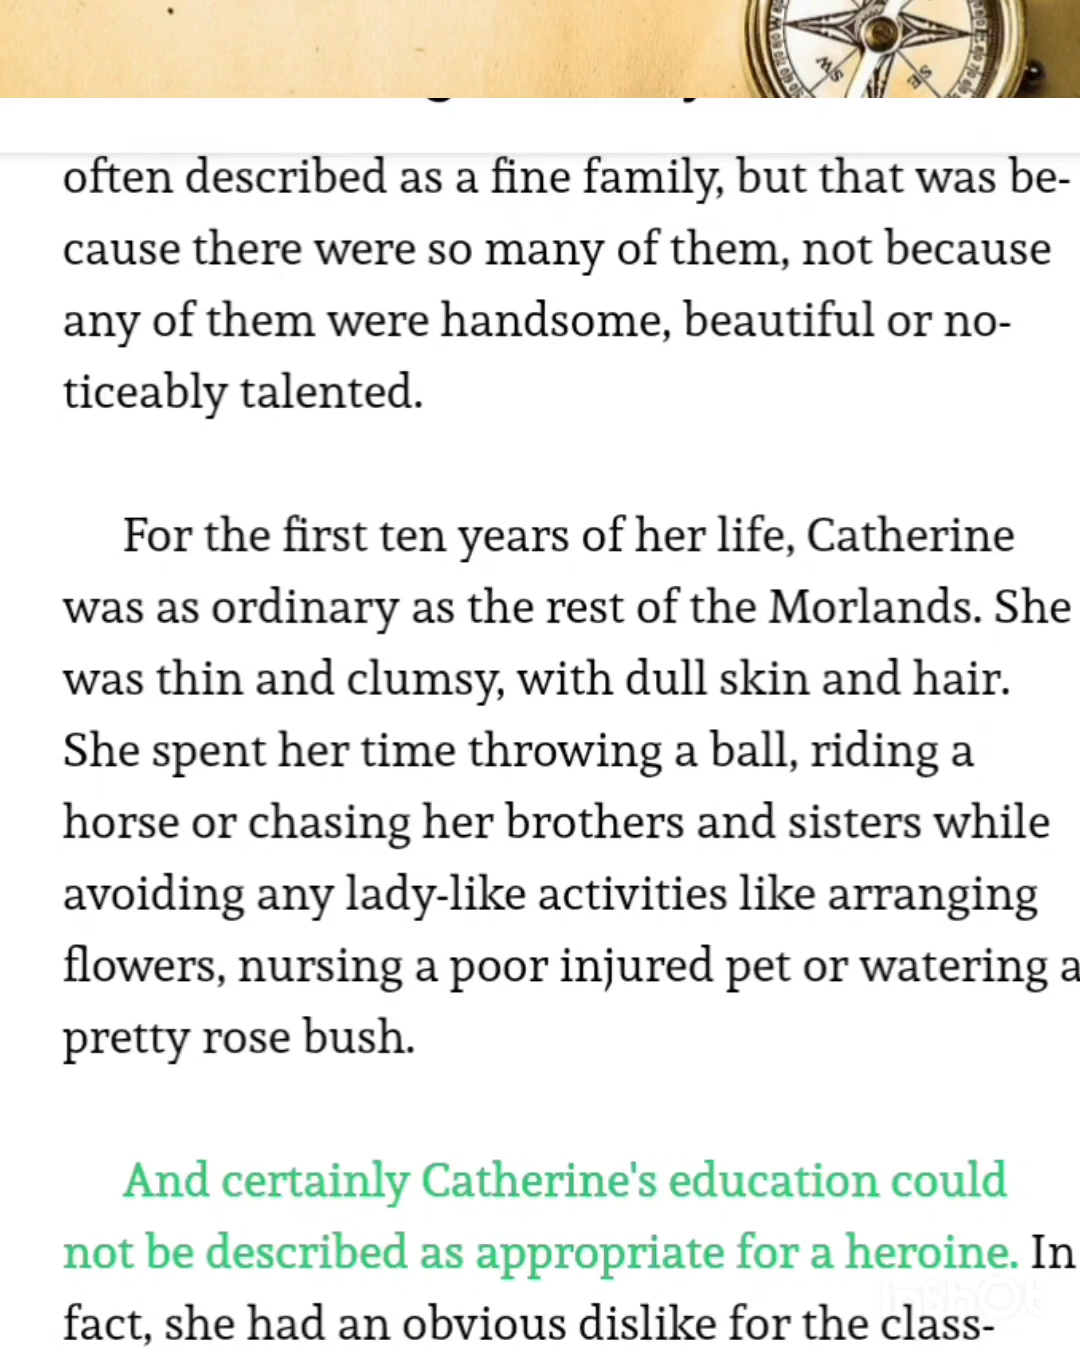 often described as a fine family, but that was be-
cause there were so many of them, not because
any of them were handsome, beautiful or no-
ticeably talented.
For the first ten years of her life, Catherine
was as ordinary as the rest of the Morlands. She
was thin and clumsy, with dull skin and hair.
She spent her time throwing a ball, riding a
horse or chasing her brothers and sisters while
avoiding any lady-like activities like arranging
flowers, nursing a poor injured pet or watering a
pretty rose bush.
And certainly Catherine's education could
not be described as appropriate for a heroine. In
fact, she had an obvious dislike for the class-
InShOt
SW
SE